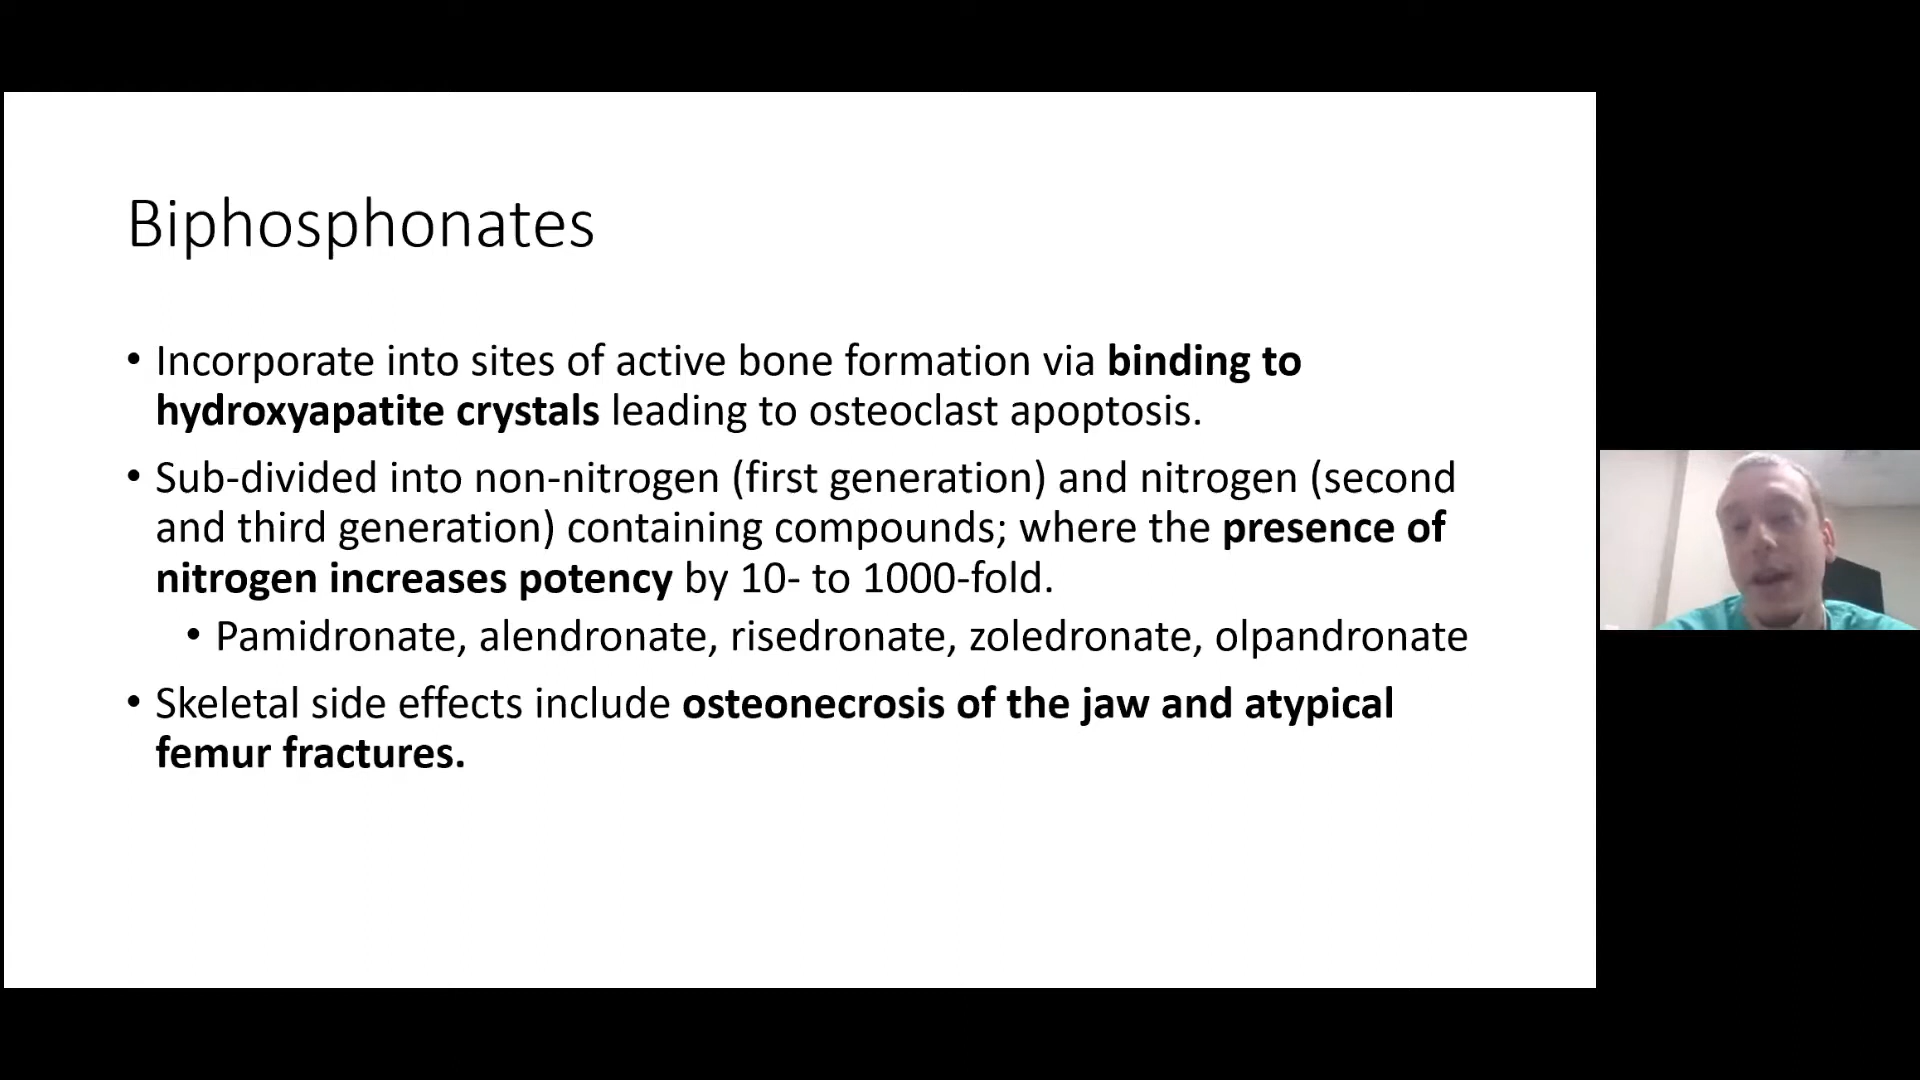 Biphosphonates
• Incorporate into sites of active bone formation via binding to
hydroxyapatite crystals leading to osteoclast apoptosis.
• Sub-divided into non-nitrogen (first generation) and nitrogen (second
and third generation) containing compounds; where the presence of
nitrogen increases potency by 10- to 1000-fold.
• Pamidronate, alendronate, risedronate, zoledronate, olpandronate
• Skeletal side effects include osteonecrosis of the jaw and atypical
femur fractures.